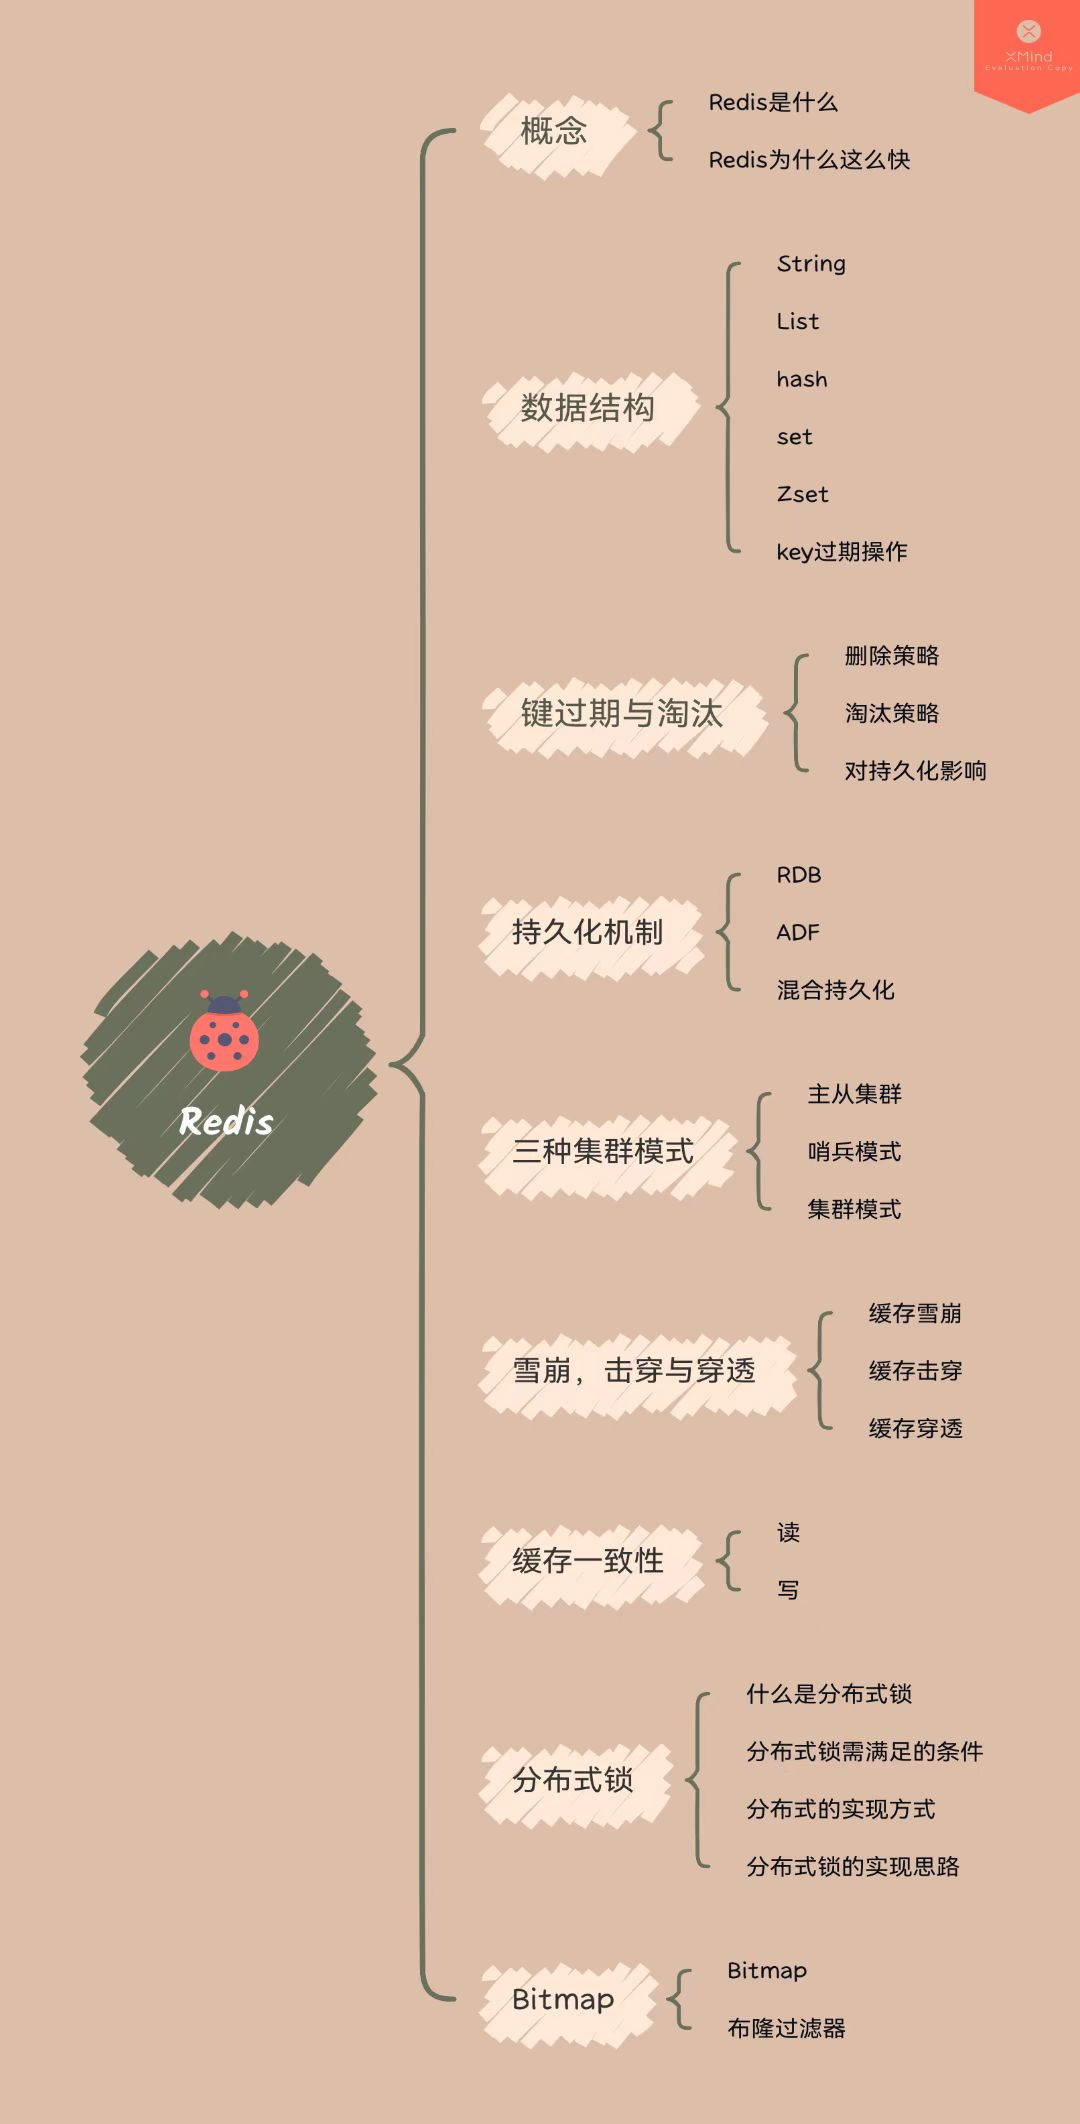 XMind
Evaluation Copy
概念
Redis是什么
Redis为什么这么快
数据结构
String
List
hash
set
Zset
key过期操作
键过期与淘汰
删除策略
淘汰策略
对持久化影响
持久化机制
RDB
ADF
混合持久化
Redis
三种集群模式
主从集群
哨兵模式
集群模式
雪崩，击穿与穿透
缓存雪崩
缓存击穿
缓存穿透
缓存一致性
读
写
分布式锁
什么是分布式锁
分布式锁需满足的条件
分布式的实现方式
分布式锁的实现思路
Bitmap
Bitmap
布隆过滤器